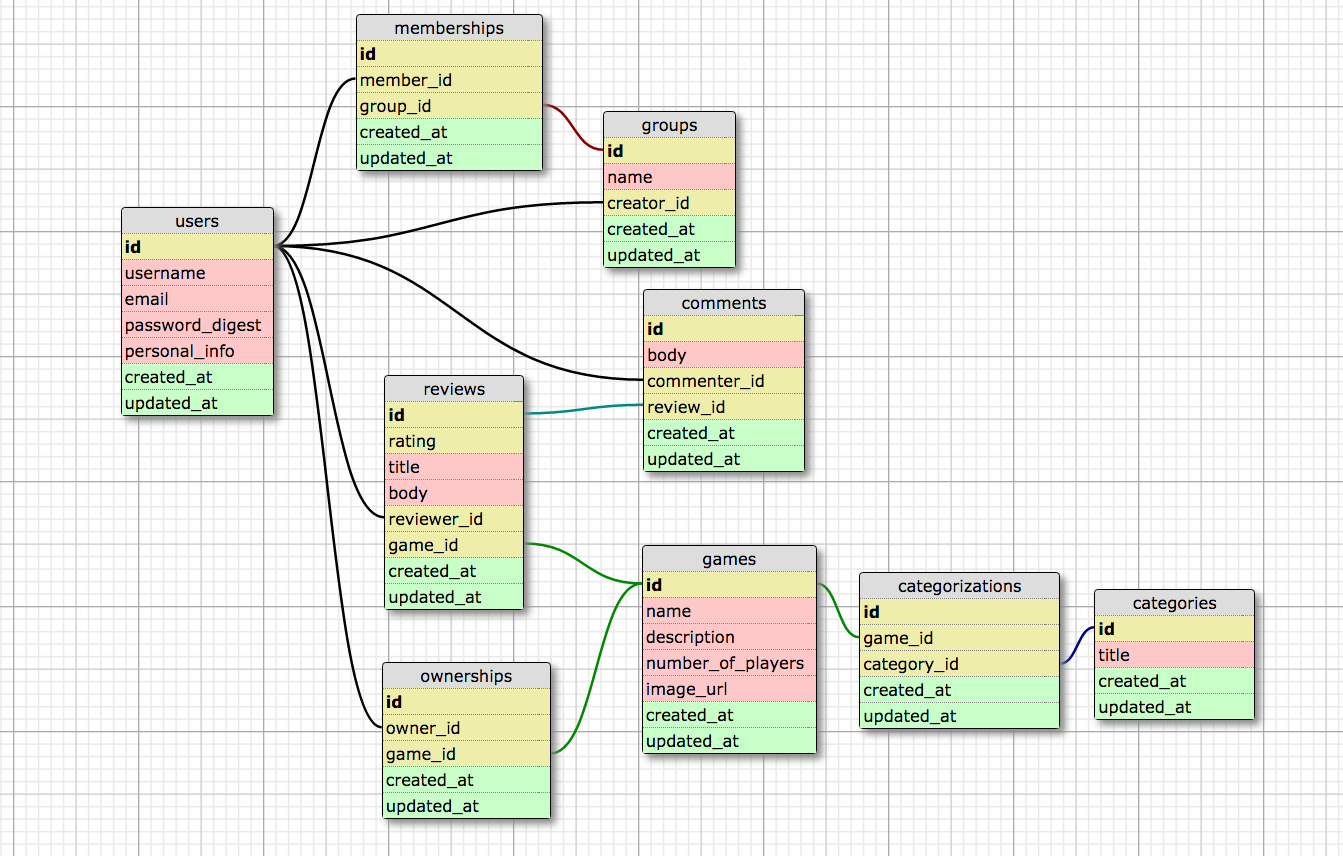 memberships
id
member_id
group_id
created_at
updated_at
groups
id
name
creator_id
created_at
updated_at
users
id
username
email
password_digest
personal_info
created_at
updated_at
comments
id
body
commenter_id
review_id
created_at
updated_at
reviews
id
rating
title
body
reviewer_id
game_id
created_at
updated_at
games
id
name
description
number_of_players
image_url
created_at
updated_at
categorizations
id
game_id
category_id
created_at
updated_at
categories
id
title
created_at
updated_at
ownerships
id
owner_id
game_id
created_at
updated_at